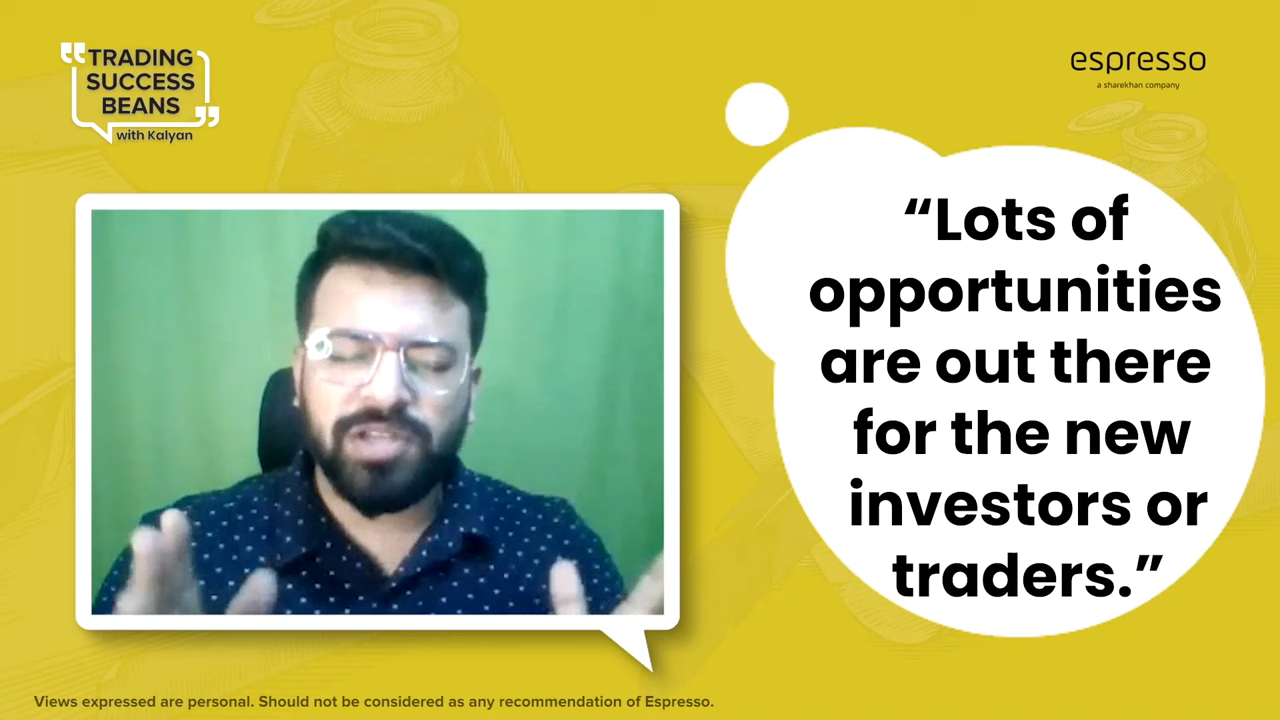 TRADING
SUCCESS
BEANS
with Kalyan
espresso
a sharekhan company
“Lots of
opportunities
are out there
for the new
investors or
traders.”
Views expressed are personal. Should not be considered as any recommendation of Espresso.